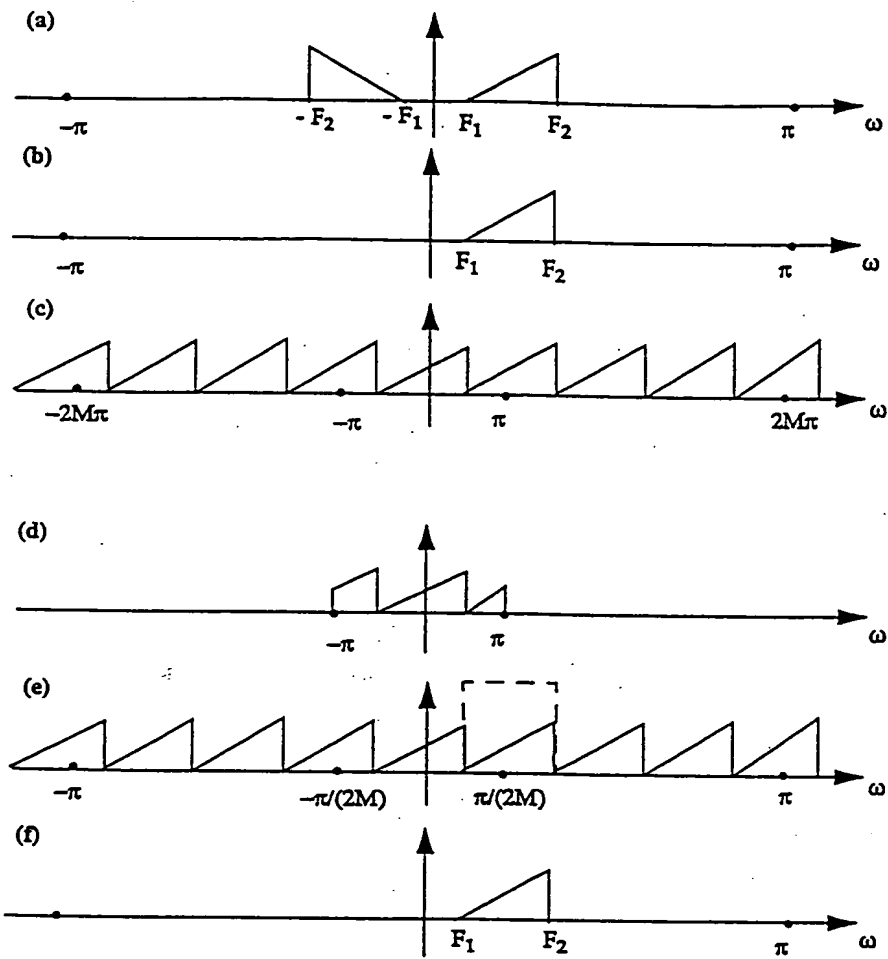 (a)
-π - F₂ - F₁ F₁ F₂ π ω
(b)
-π F₁ F₂ π ω
(c)
-2Mπ -π π 2Mπ ω
(d)
-π π ω
(e)
-π -π/(2M) π/(2M) π ω
(f)
F₁ F₂ π ω